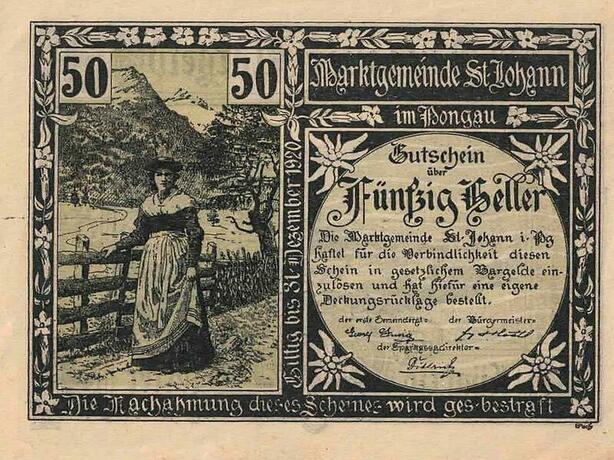 50
50
Marktgemeinde St. Johann
im Pongau
Gültig bis 31. Dezember 1920
Gutschein
über
Fünfzig Heller
Die Marktgemeinde St. Johann i. Pg
haftet für die Verbindlichkeit diesen
Schein in gesetzlichem Bargelde ein-
zulösen und hat hiefür eine eigene
Deckungsrücklage bestellt.
der erste Gemeinderat: der Bürgermeister:
der Sparkassadirektor:
Die Nachahmung dieses Scheines wird ges. bestraft